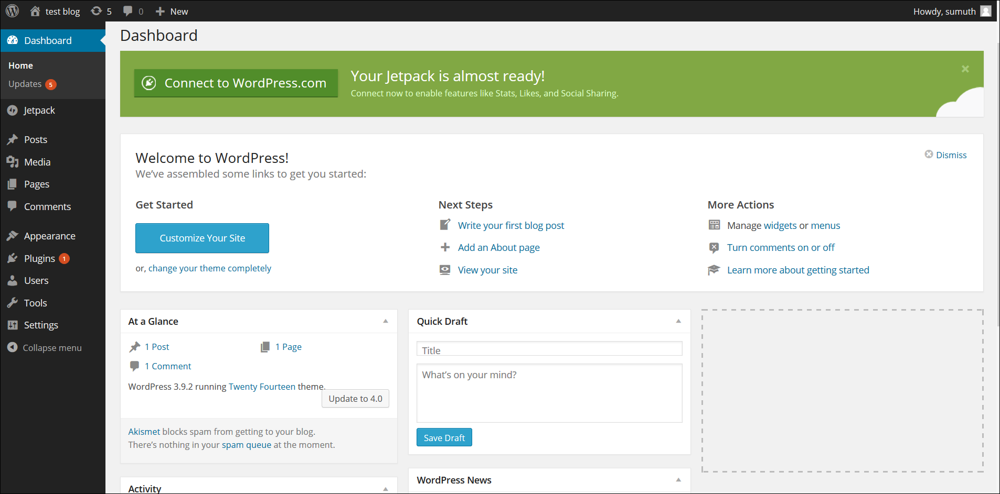 test blog 5 0 New Howdy, sumuth
Dashboard
Home
Updates 5
Jetpack
Posts
Media
Pages
Comments
Appearance
Plugins 1
Users
Tools
Settings
Collapse menu
Dashboard
Connect to WordPress.com
Your Jetpack is almost ready!
Connect now to enable features like Stats, Likes, and Social Sharing.
Welcome to WordPress!
Dismiss
We've assembled some links to get you started:
Get Started
Customize Your Site
or, change your theme completely
Next Steps
Write your first blog post
Add an About page
View your site
More Actions
Manage widgets or menus
Turn comments on or off
Learn more about getting started
At a Glance
1 Post 1 Page
1 Comment
WordPress 3.9.2 running Twenty Fourteen theme.
Update to 4.0
Akismet blocks spam from getting to your blog.
There's nothing in your spam queue at the moment.
Activity
Quick Draft
Title
What's on your mind?
Save Draft
WordPress News